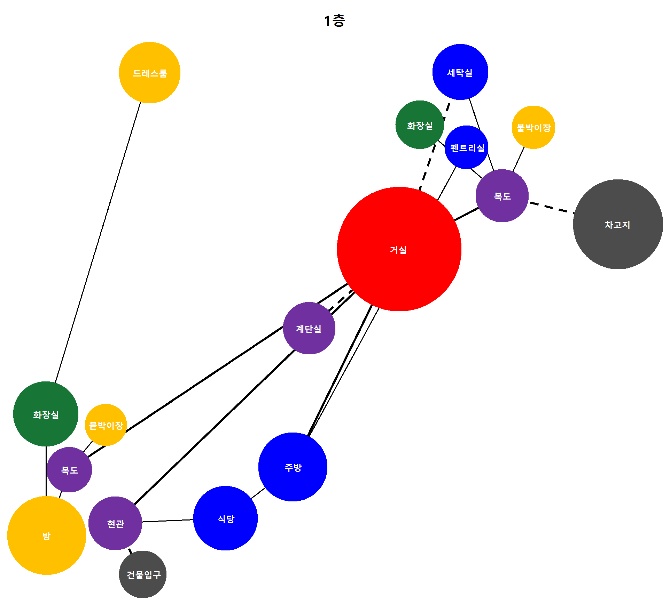 1층
드레스룸
세탁실
화장실
붙박이장
팬트리실
복도
차고지
거실
계단실
화장실
붙박이장
복도
주방
방
현관
식당
건물입구